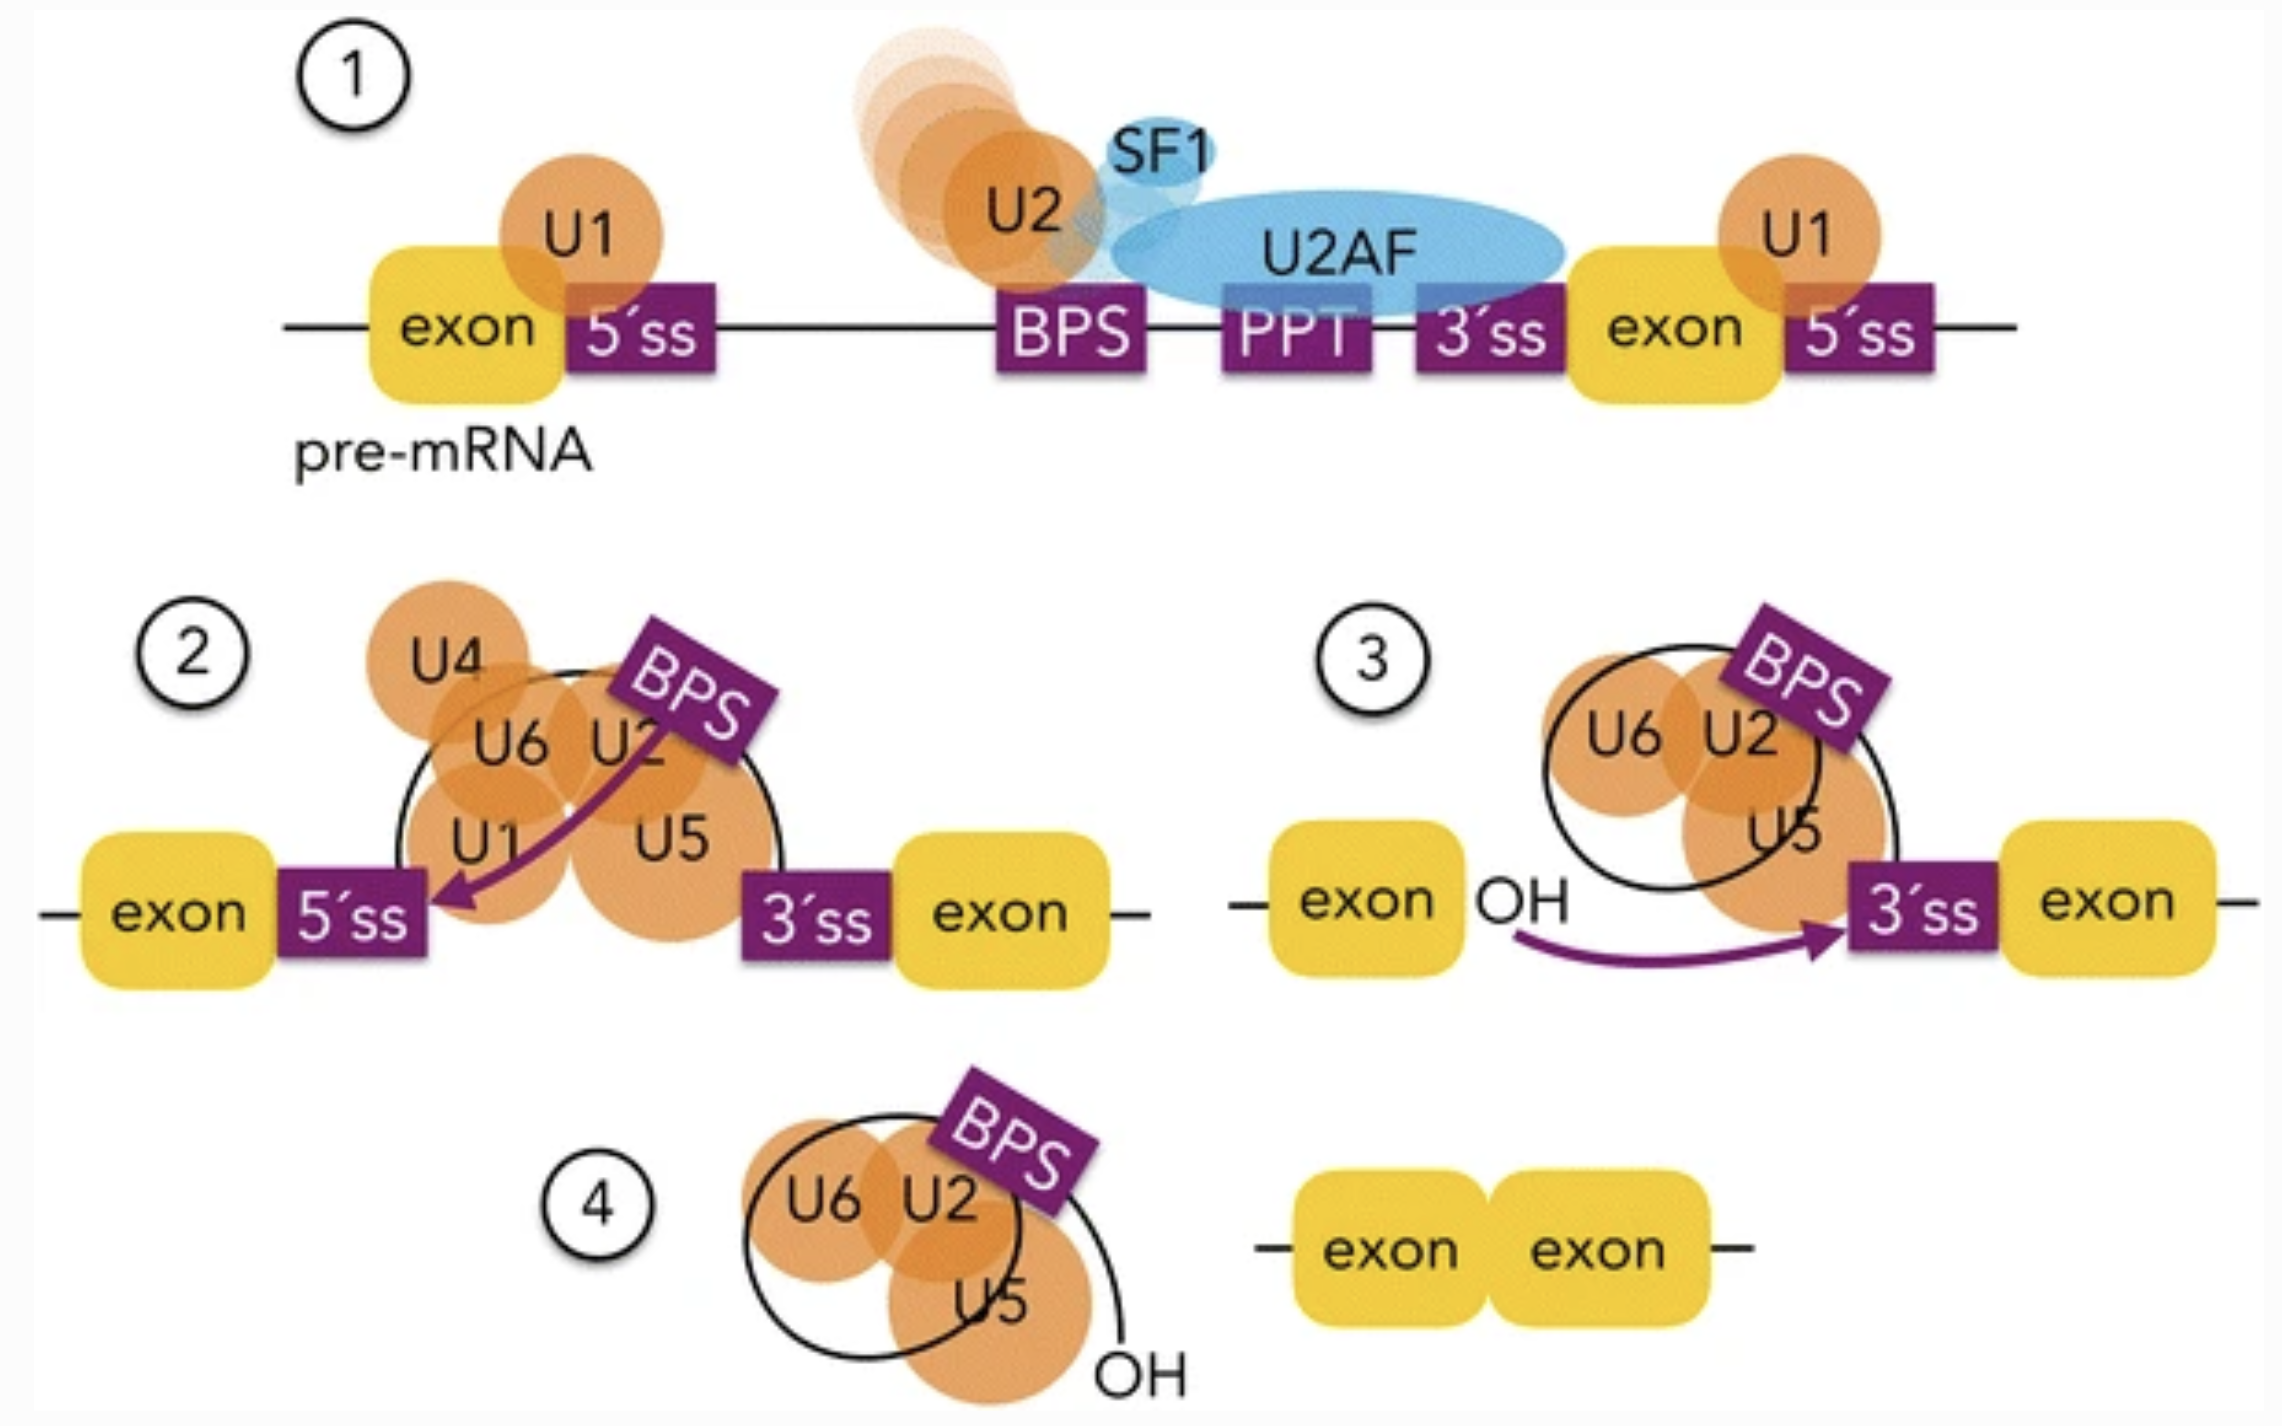 1
SF1
U1 U2 U2AF U1
exon 5´ss BPS PPT 3´ss exon 5´ss
pre-mRNA
2
U4 BPS
U6 U2
U1 U5
exon 5´ss 3´ss exon
3
BPS
U6 U2
U5
exon OH 3´ss exon
4
BPS
U6 U2
U5
OH
exon exon